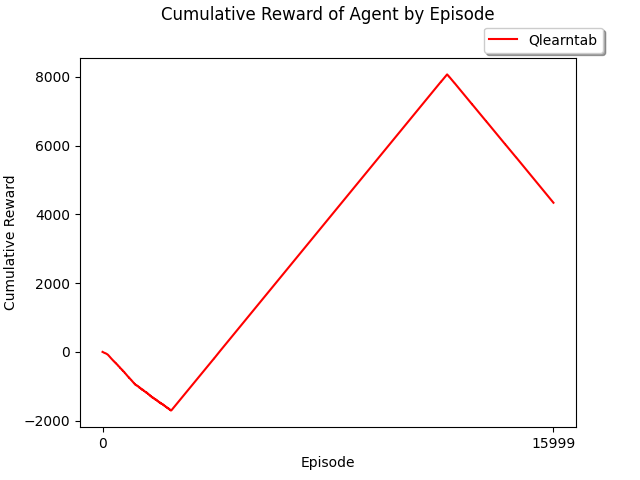 Cumulative Reward of Agent by Episode
Qlearntab
8000
6000
4000
2000
0
−2000
Cumulative Reward
0 15999
Episode